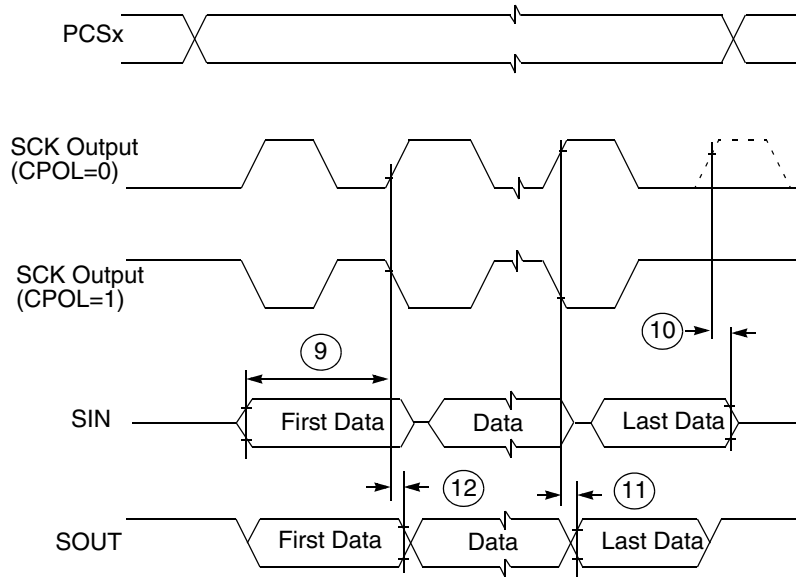 PCSx
SCK Output
(CPOL=0)
SCK Output
(CPOL=1)
10
9
SIN
First Data
Data
Last Data
12
11
SOUT
First Data
Data
Last Data